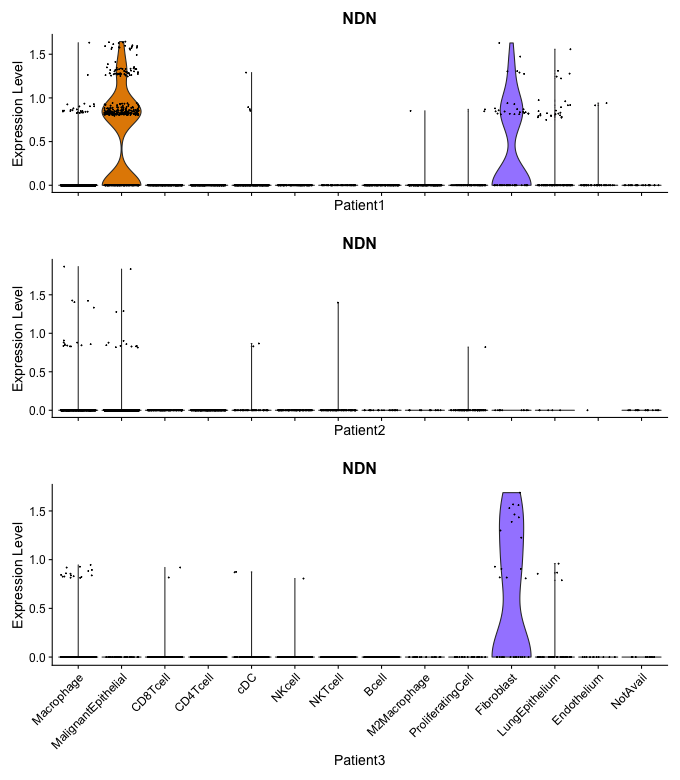 NDN
Expression Level
1.5
1.0
0.5
0.0
Patient1
NDN
Expression Level
1.5
1.0
0.5
0.0
Patient2
NDN
Expression Level
1.5
1.0
0.5
0.0
Macrophage
MalignantEpithelial
CD8Tcell
CD4Tcell
cDC
NKcell
NKTcell
Bcell
M2Macrophage
ProliferatingCell
Fibroblast
LungEpithelium
Endothelium
NotAvail
Patient3